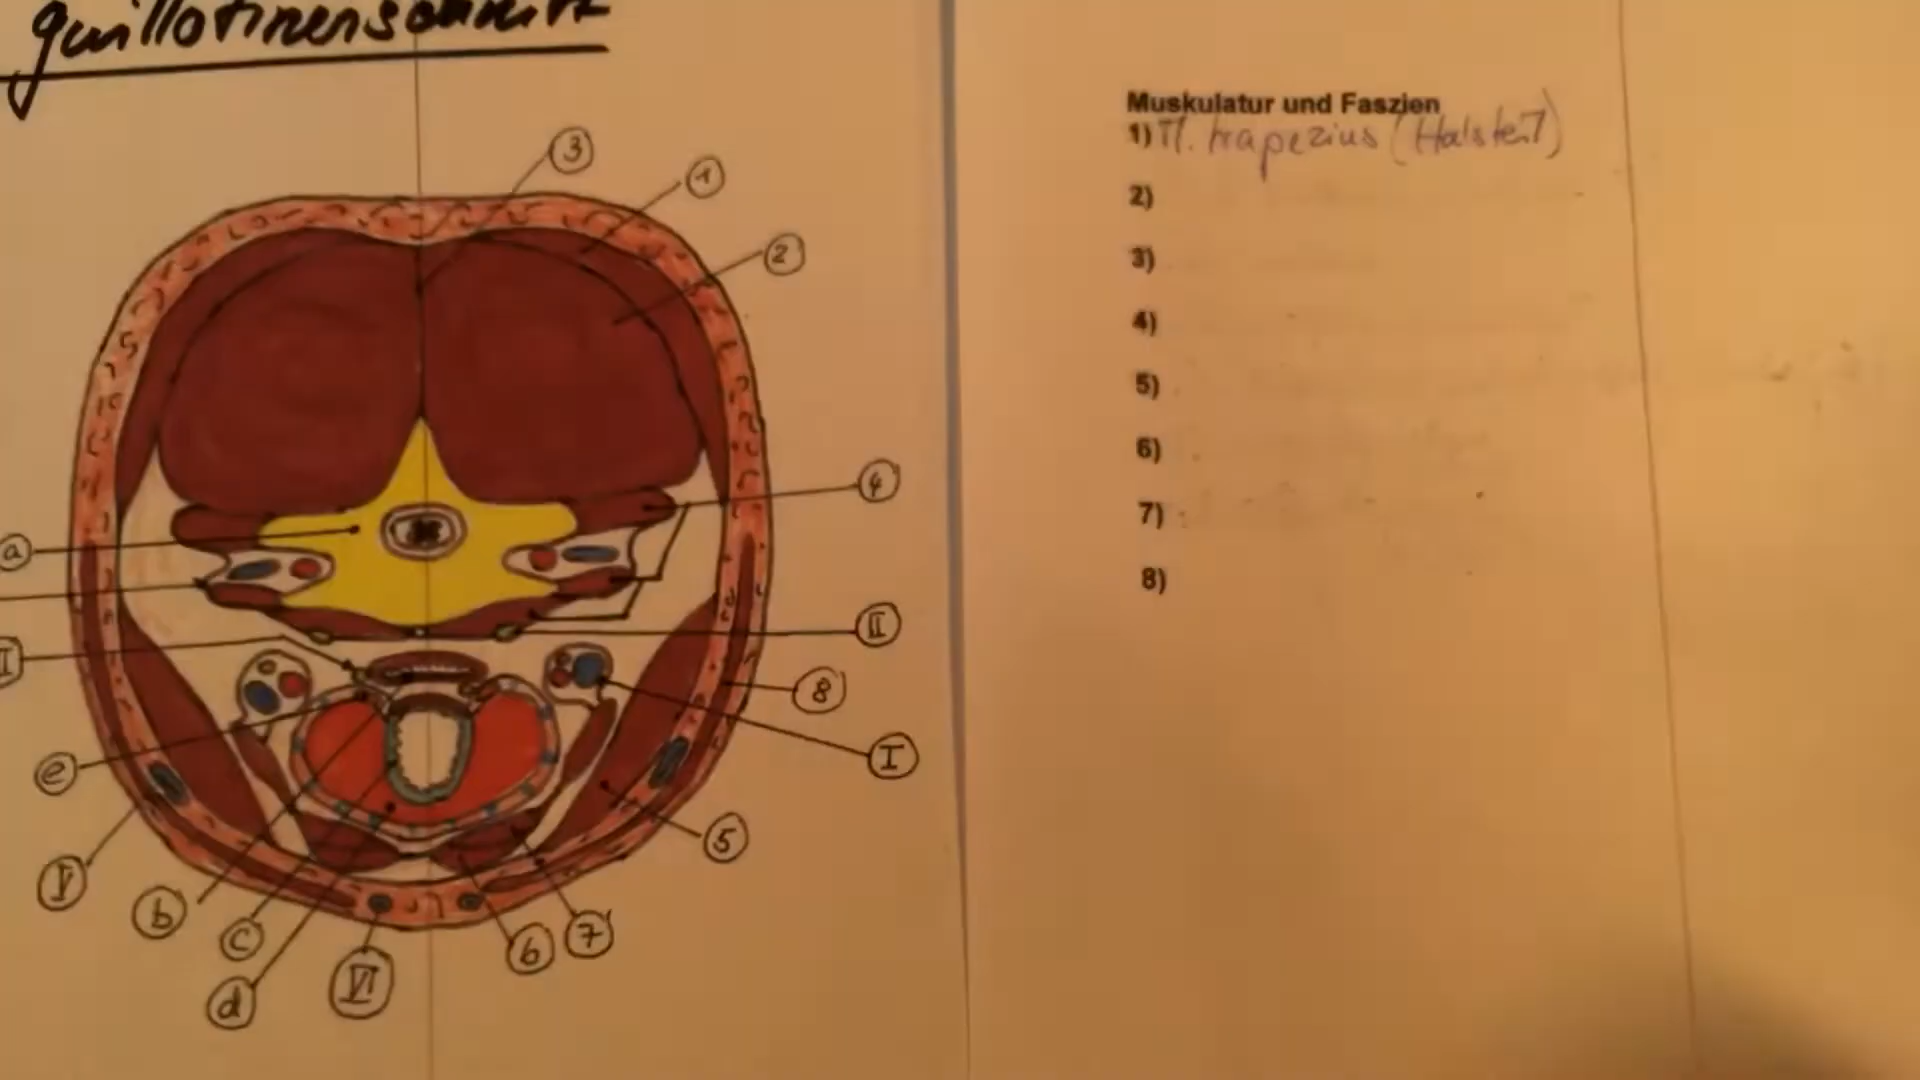 Guillotinenschnitt
3
1
2
4
a
II
8
I
e
I
5
V
b
c
d
VI
6
7
Muskulatur und Faszien
1) M. trapezius (Halsteil)
2)
3)
4)
5)
6)
7)
8)